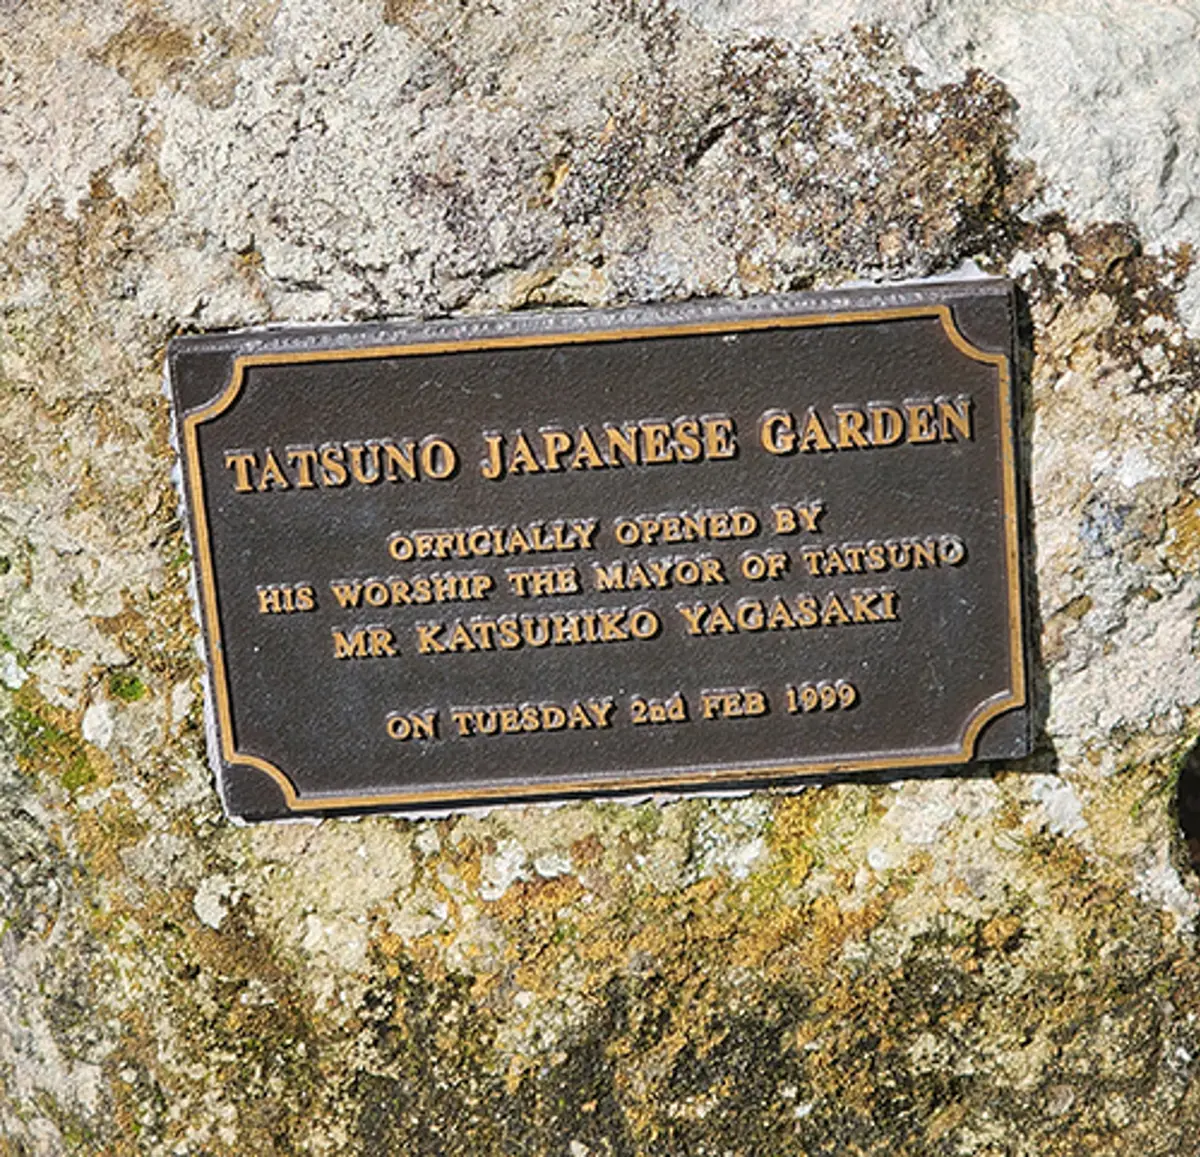 TATSUNO JAPANESE GARDEN
OFFICIALLY OPENED BY
HIS WORSHIP THE MAYOR OF TATSUNO
MR KATSUHIKO YAGASAKI
ON TUESDAY 2nd FEB 1999